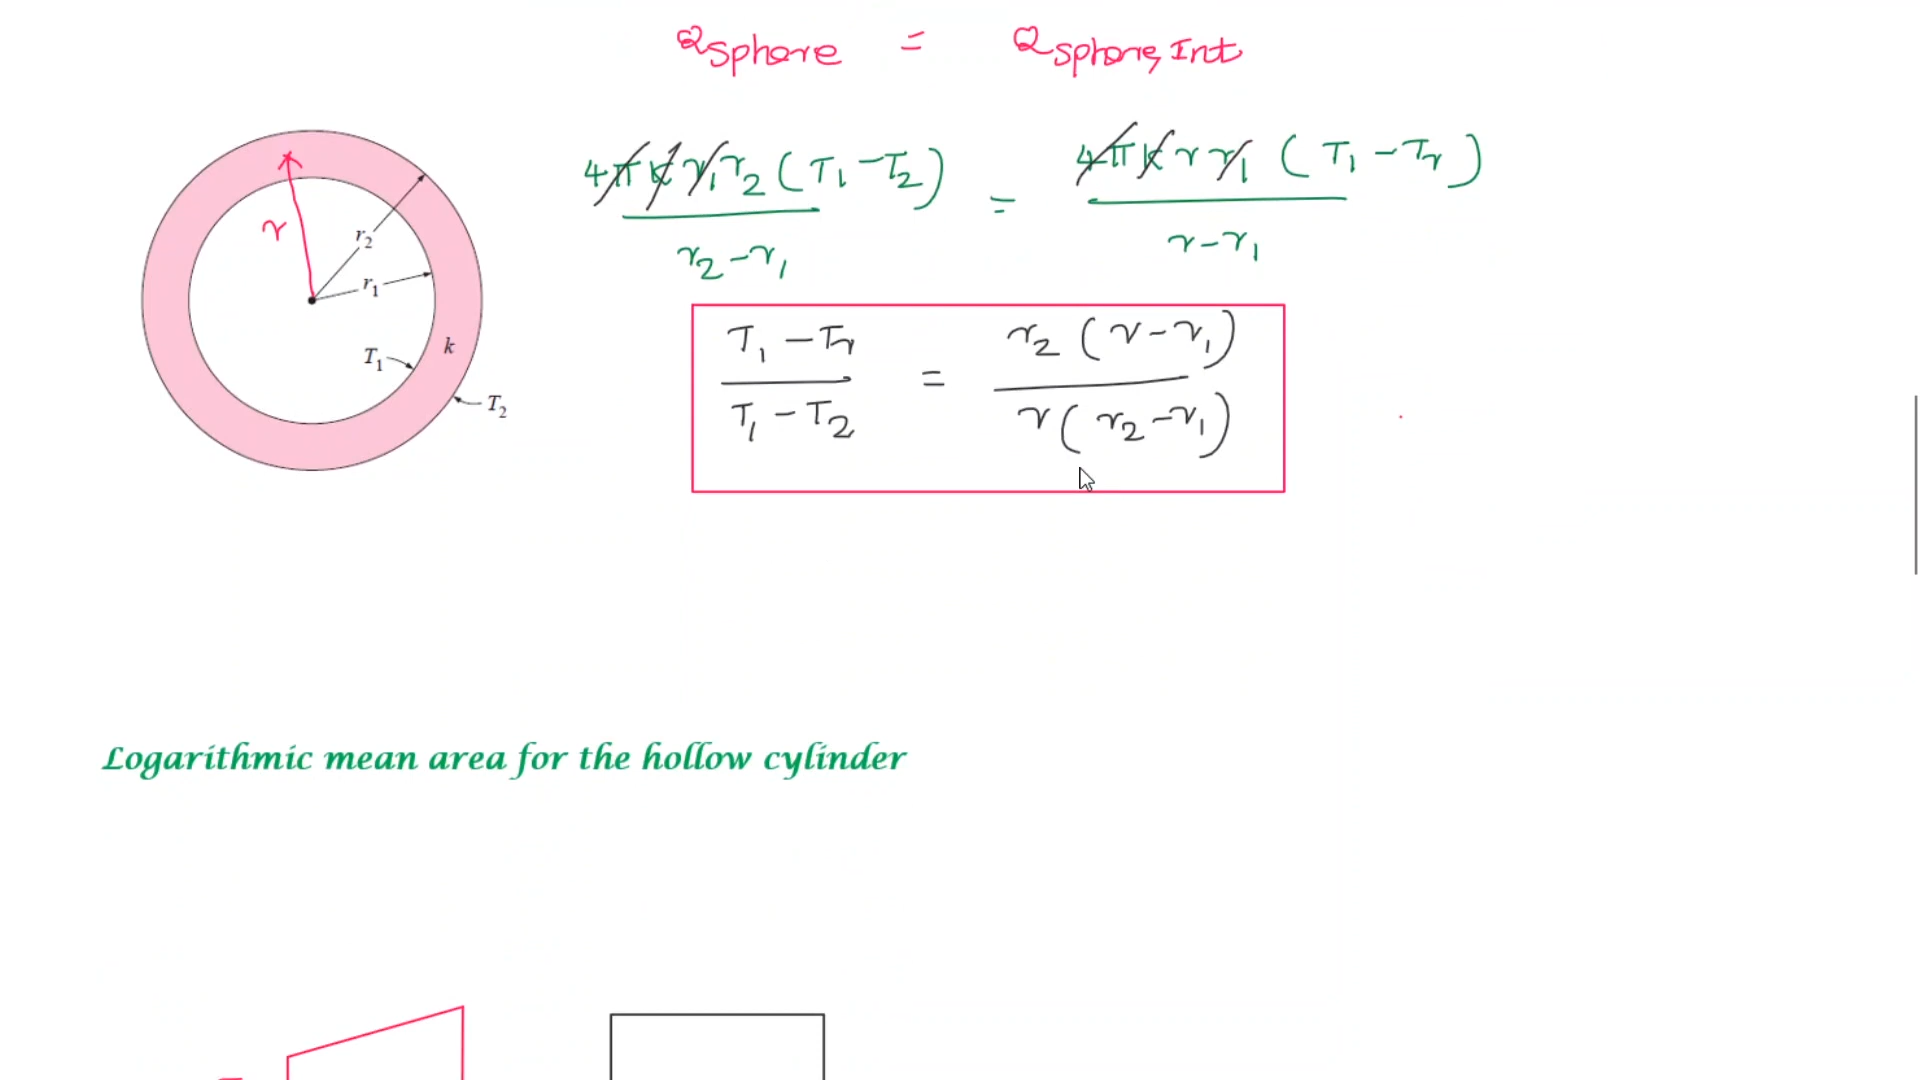 Qsphere = Qsphere, Int
4πk r₁ r₂ (T₁ - T₂) / r₂ - r₁ = 4πk r r₁ (T₁ - Tr) / r - r₁
r
r₂
r₁
T₁
k
T₂
T₁ - Tr / T₁ - T₂ = r₂ (r - r₁) / r (r₂ - r₁)
Logarithmic mean area for the hollow cylinder